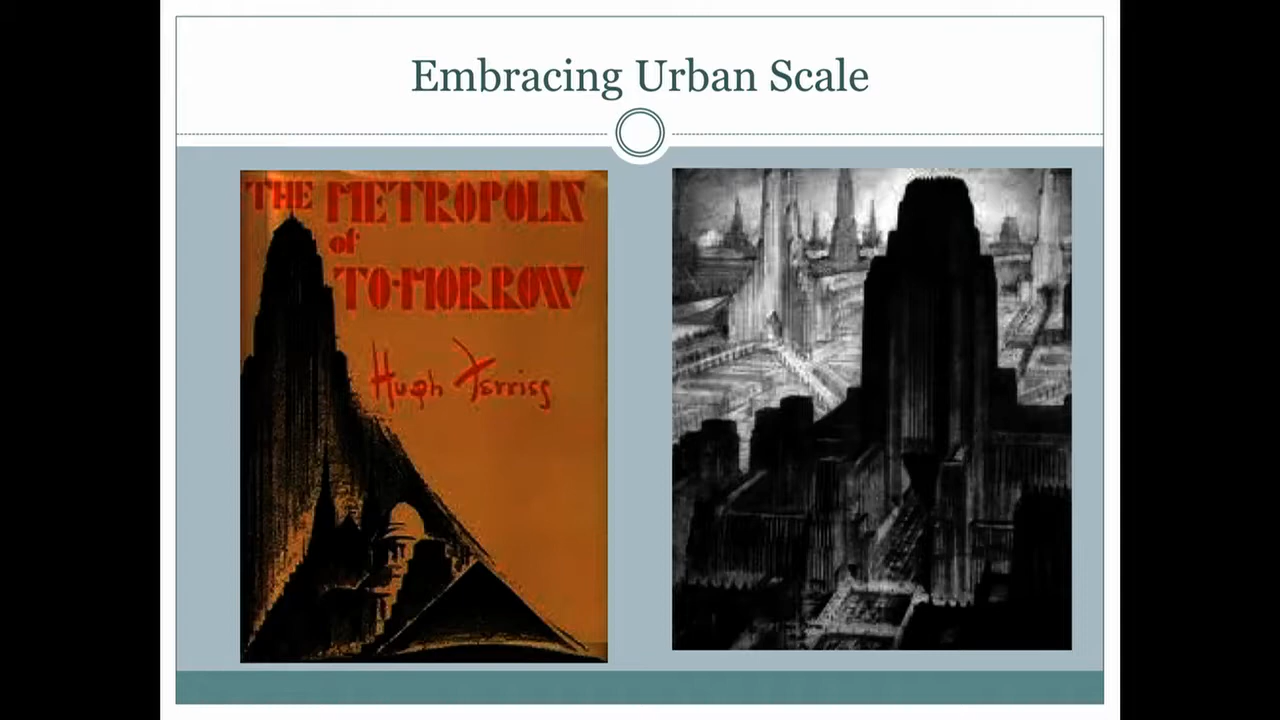 Embracing Urban Scale
THE METROPOLIS
of
TO-MORROW
Hugh Ferriss